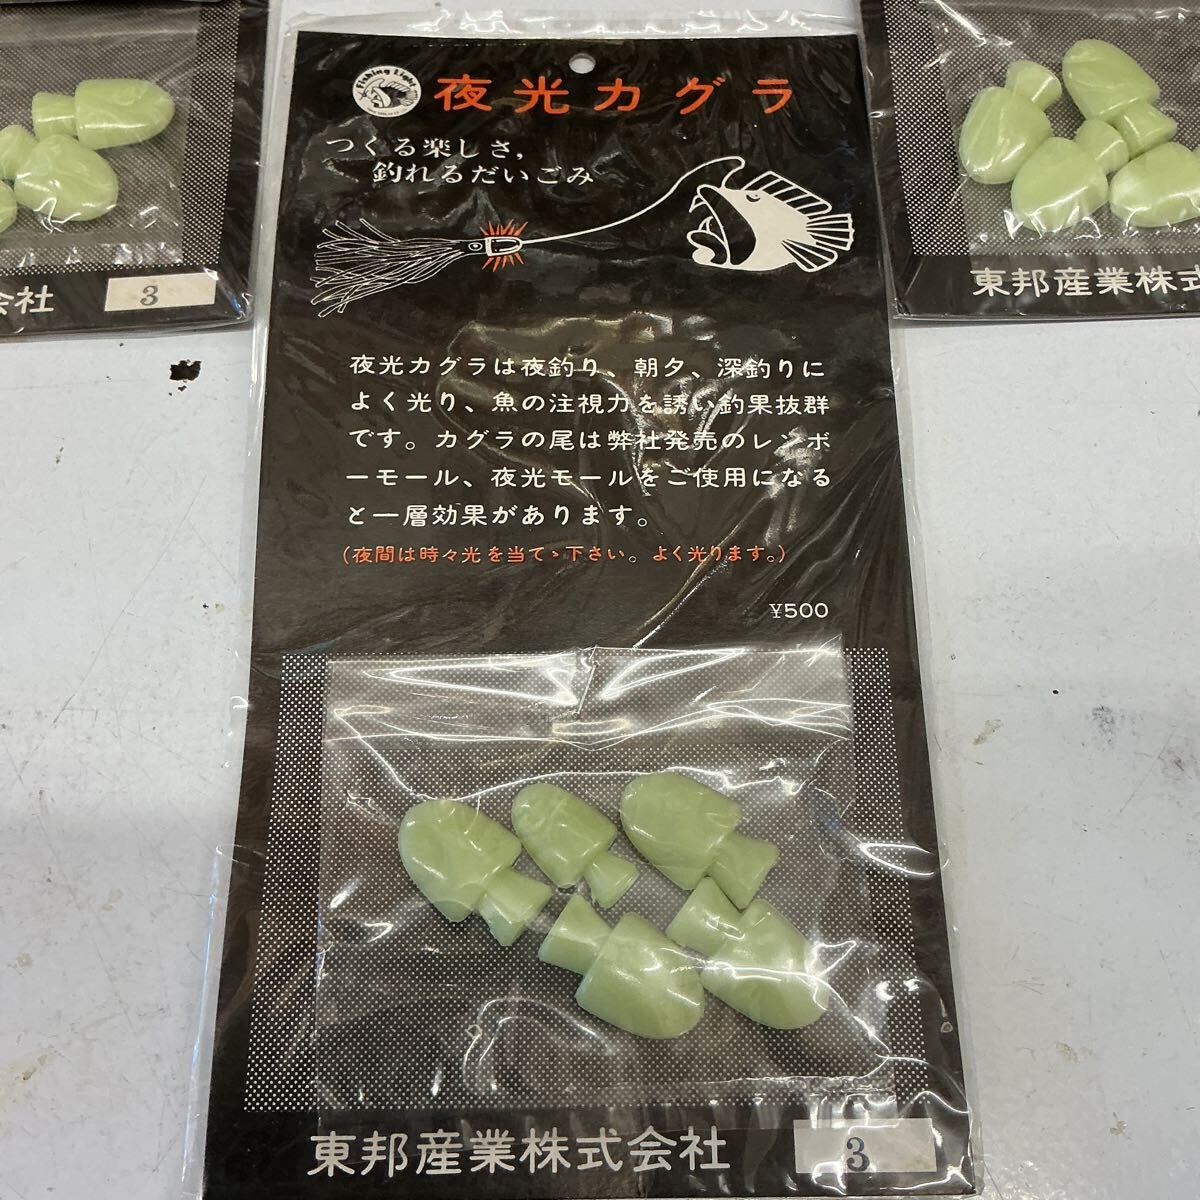 Fishing Light
夜光カグラ
つくる楽しさ,
釣れるだいごみ
夜光カグラは夜釣り、朝夕、深釣りに
よく光り、魚の注視力を誘い釣果抜群
です。カグラの尾は弊社発売のレンボ
ーモール、夜光モールをご使用になる
と一層効果があります。
(夜間は時々光を当てゝ下さい。よく光ります。)
¥500
東邦産業株式会社
3
会社
3
東邦産業株式